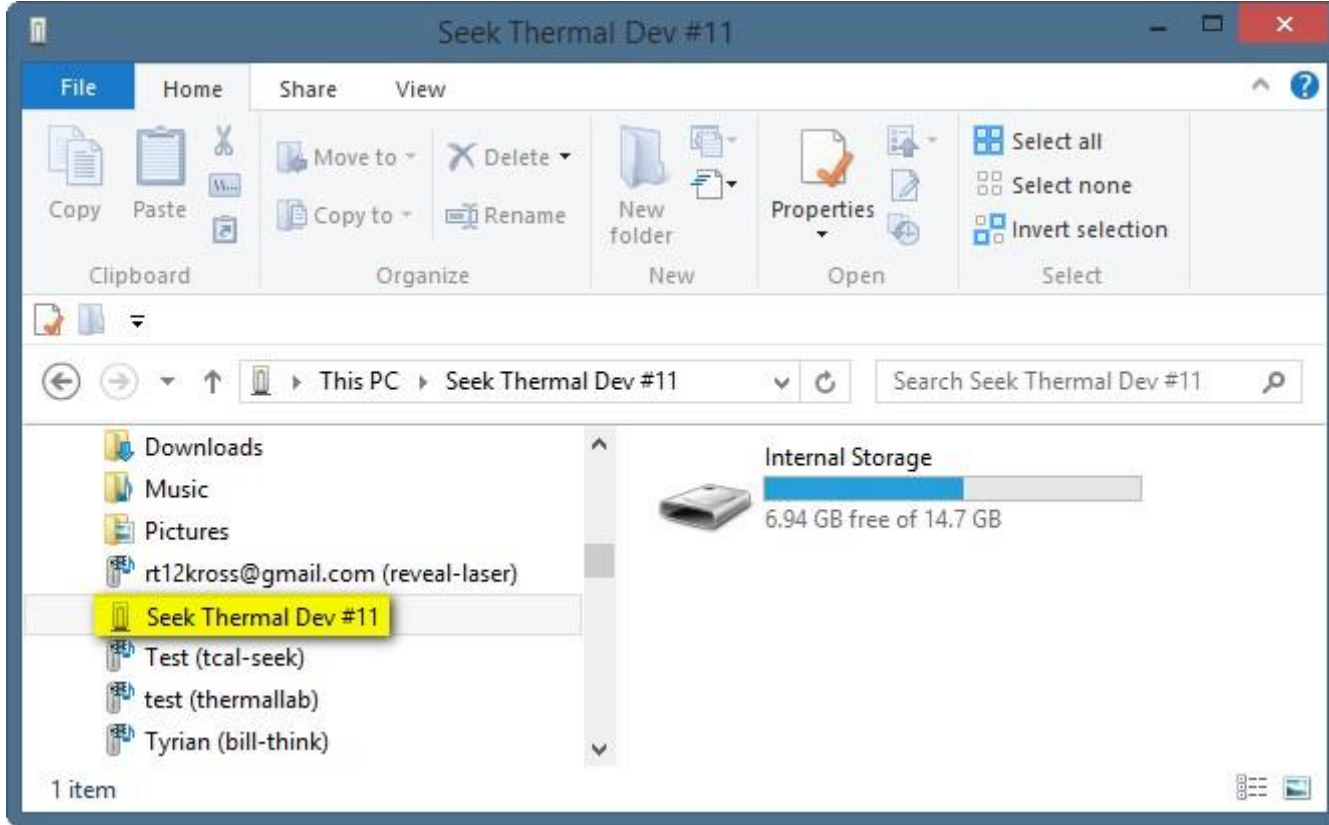 Seek Thermal Dev #11
File Home Share View
Copy
Paste
Move to
Copy to
Delete
Rename
New folder
Properties
Select all
Select none
Invert selection
Clipboard Organize New Open Select
This PC Seek Thermal Dev #11 Search Seek Thermal Dev #11
Downloads
Music
Pictures
rt12kross@gmail.com (reveal-laser)
Seek Thermal Dev #11
Test (tcal-seek)
test (thermallab)
Tyrian (bill-think)
Internal Storage
6.94 GB free of 14.7 GB
1 item